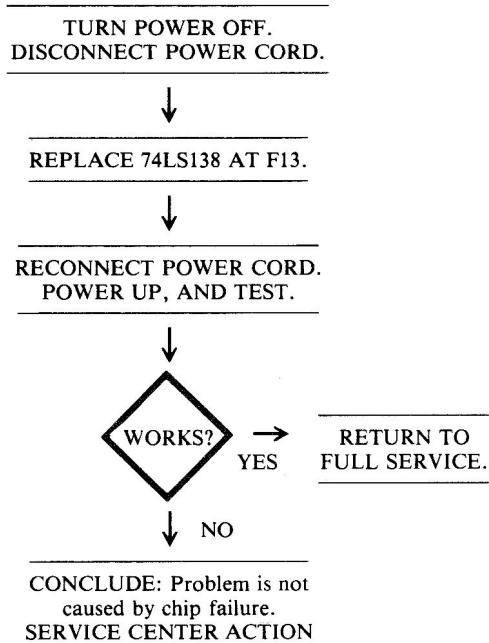 TURN POWER OFF.
DISCONNECT POWER CORD.
REPLACE 74LS138 AT F13.
RECONNECT POWER CORD.
POWER UP, AND TEST.
WORKS?
YES
RETURN TO
FULL SERVICE.
NO
CONCLUDE: Problem is not
caused by chip failure.
SERVICE CENTER ACTION